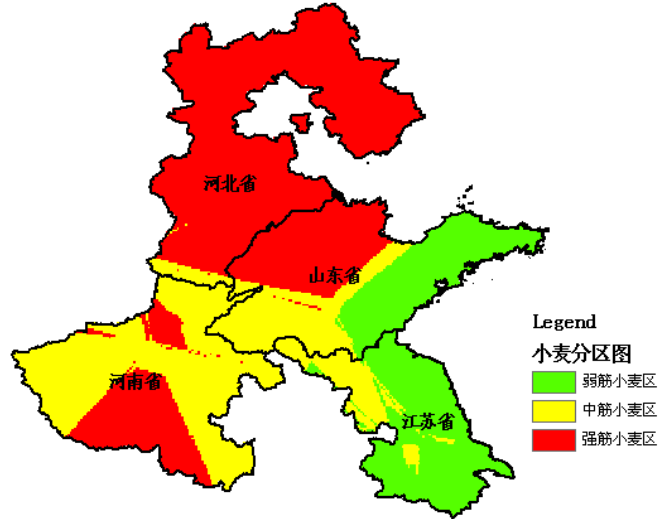 河北省
山东省
河南省
江苏省
Legend
小麦分区图
弱筋小麦区
中筋小麦区
强筋小麦区